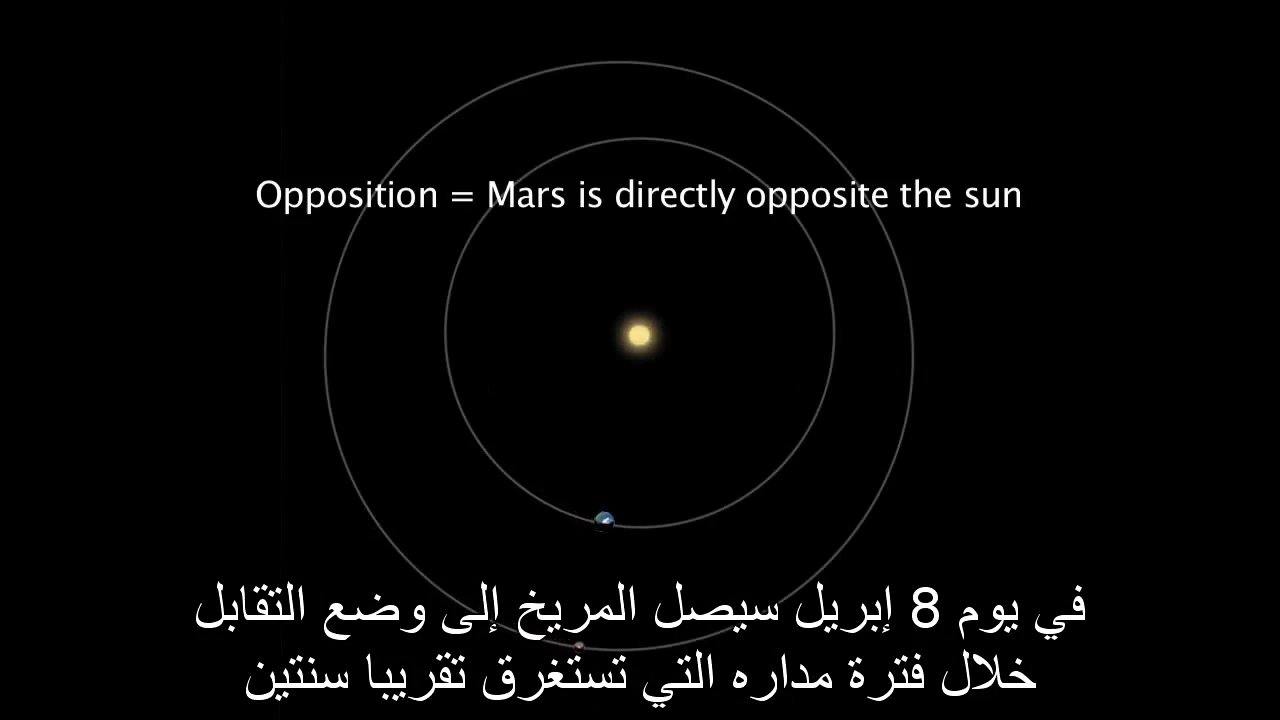 Opposition = Mars is directly opposite the sun
في يوم 8 إبريل سيصل المريخ إلى وضع التقابل
خلال فترة مداره التي تستغرق تقريبا سنتين